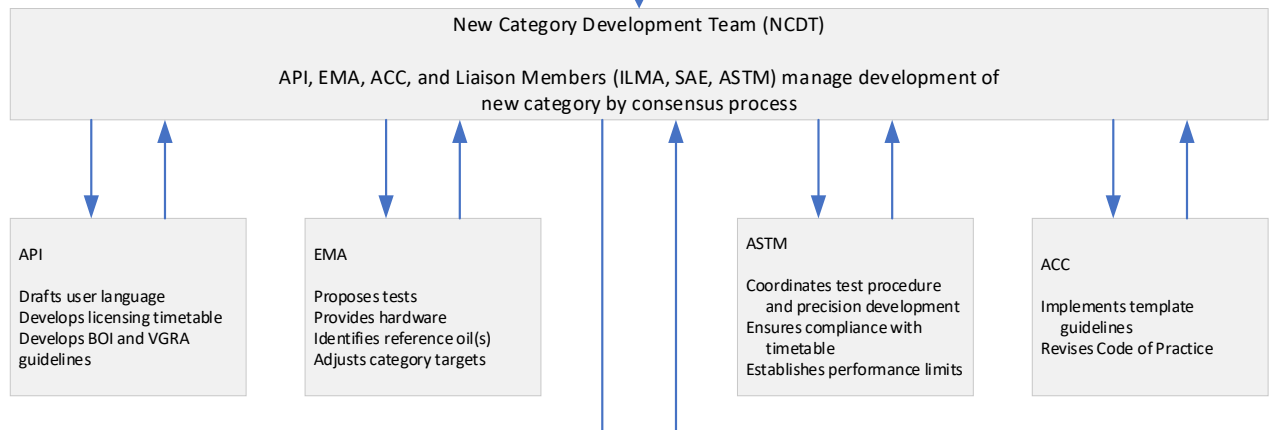 New Category Development Team (NCDT)
API, EMA, ACC, and Liaison Members (ILMA, SAE, ASTM) manage development of
new category by consensus process
API
Drafts user language
Develops licensing timetable
Develops BOI and VGRA
guidelines
EMA
Proposes tests
Provides hardware
Identifies reference oil(s)
Adjusts category targets
ASTM
Coordinates test procedure
and precision development
Ensures compliance with
timetable
Establishes performance limits
ACC
Implements template
guidelines
Revises Code of Practice